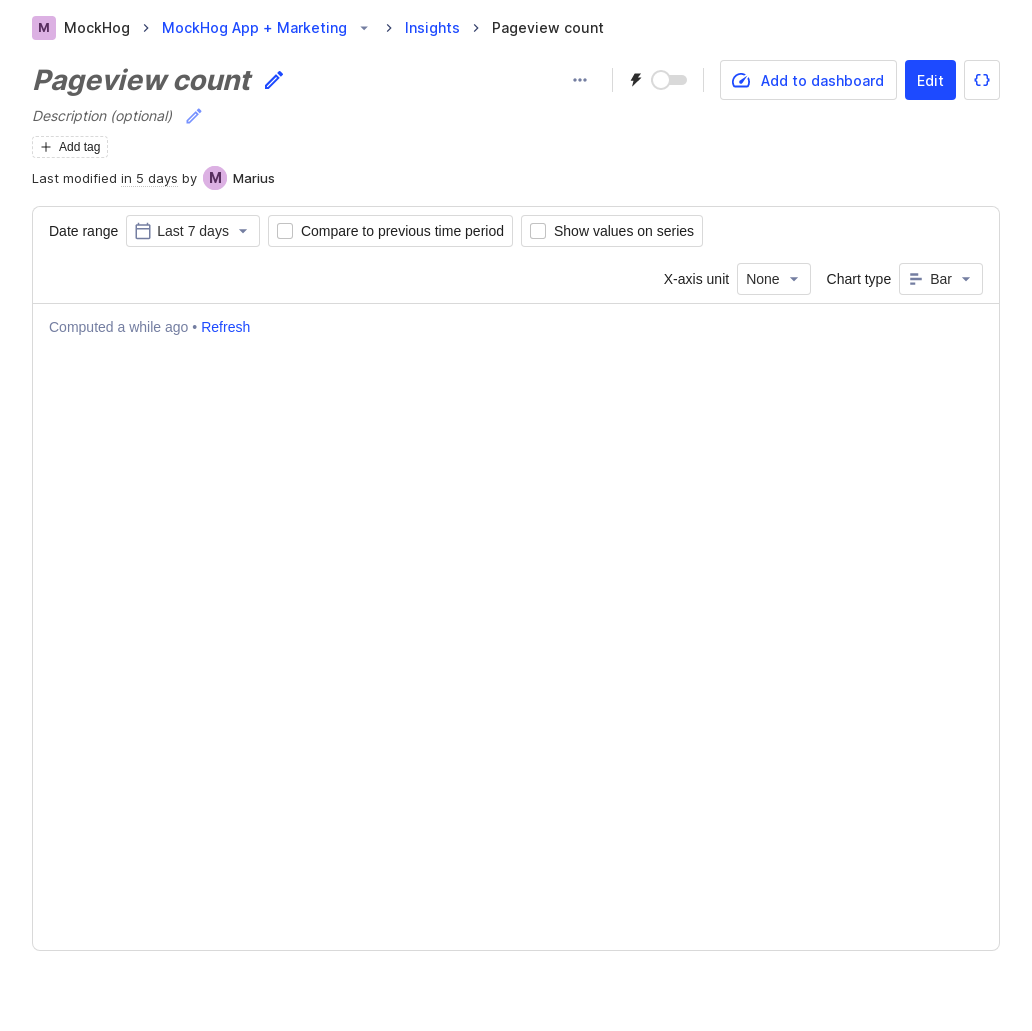 M MockHog MockHog App + Marketing Insights Pageview count
Pageview count
Add to dashboard Edit {}
Description (optional)
Add tag
Last modified in 5 days by M Marius
Date range Last 7 days Compare to previous time period Show values on series
X-axis unit None Chart type Bar
Computed a while ago • Refresh